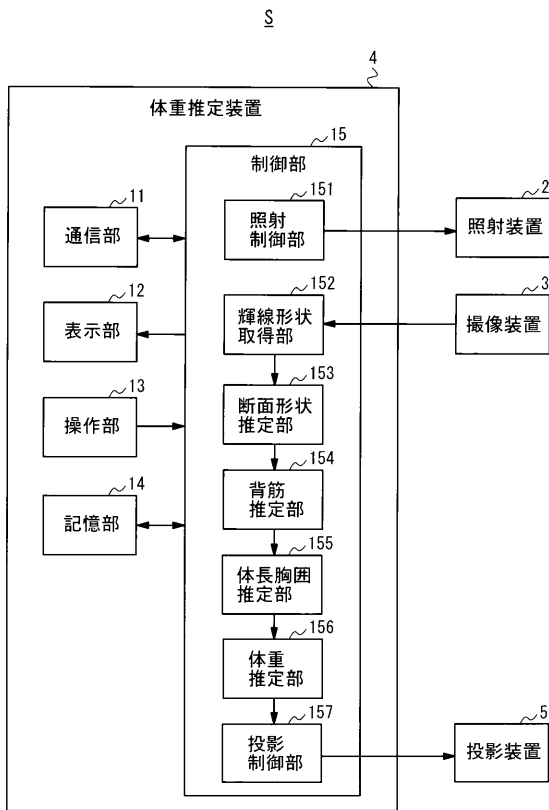 S
4
体重推定装置
15
制御部
151
照射
制御部
2
照射装置
11
通信部
152
輝線形状
取得部
3
撮像装置
12
表示部
153
断面形状
推定部
13
操作部
154
背筋
推定部
14
記憶部
155
体長胸囲
推定部
156
体重
推定部
157
投影
制御部
5
投影装置